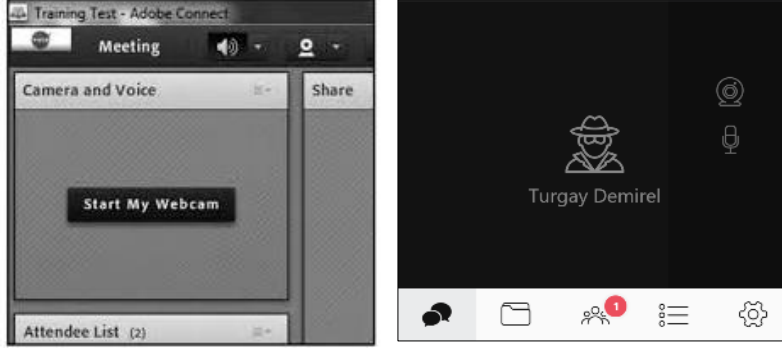 Training Test - Adobe Connect
Meeting
Camera and Voice
Share
Start My Webcam
Attendee List (2)
Turgay Demirel
1